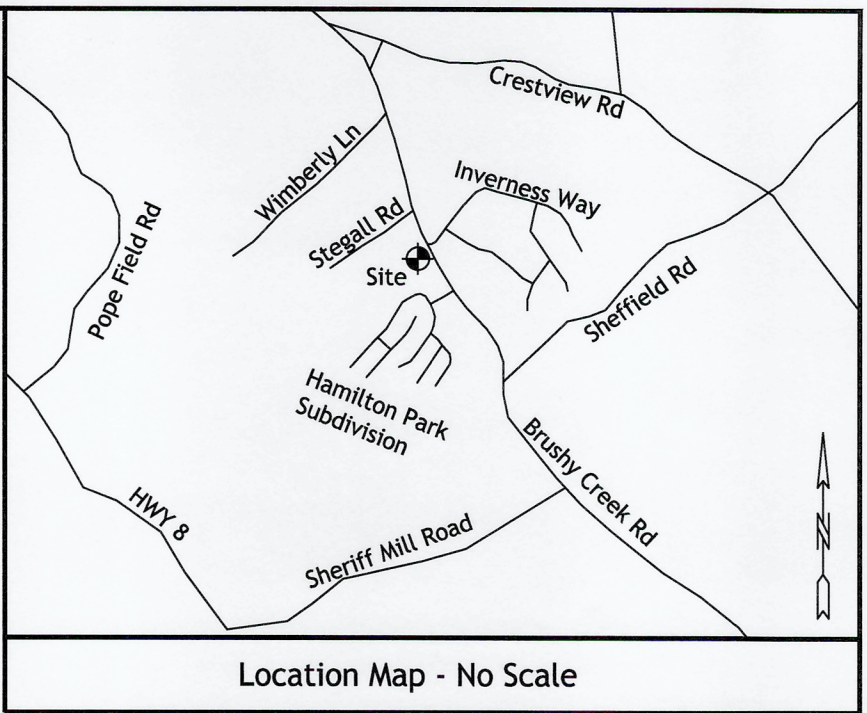 Crestview Rd
Wimberly Ln
Inverness Way
Stegall Rd
Site
Pope Field Rd
Sheffield Rd
Hamilton Park
Subdivision
Brushy Creek Rd
HWY 8
Sheriff Mill Road
N
Location Map - No Scale